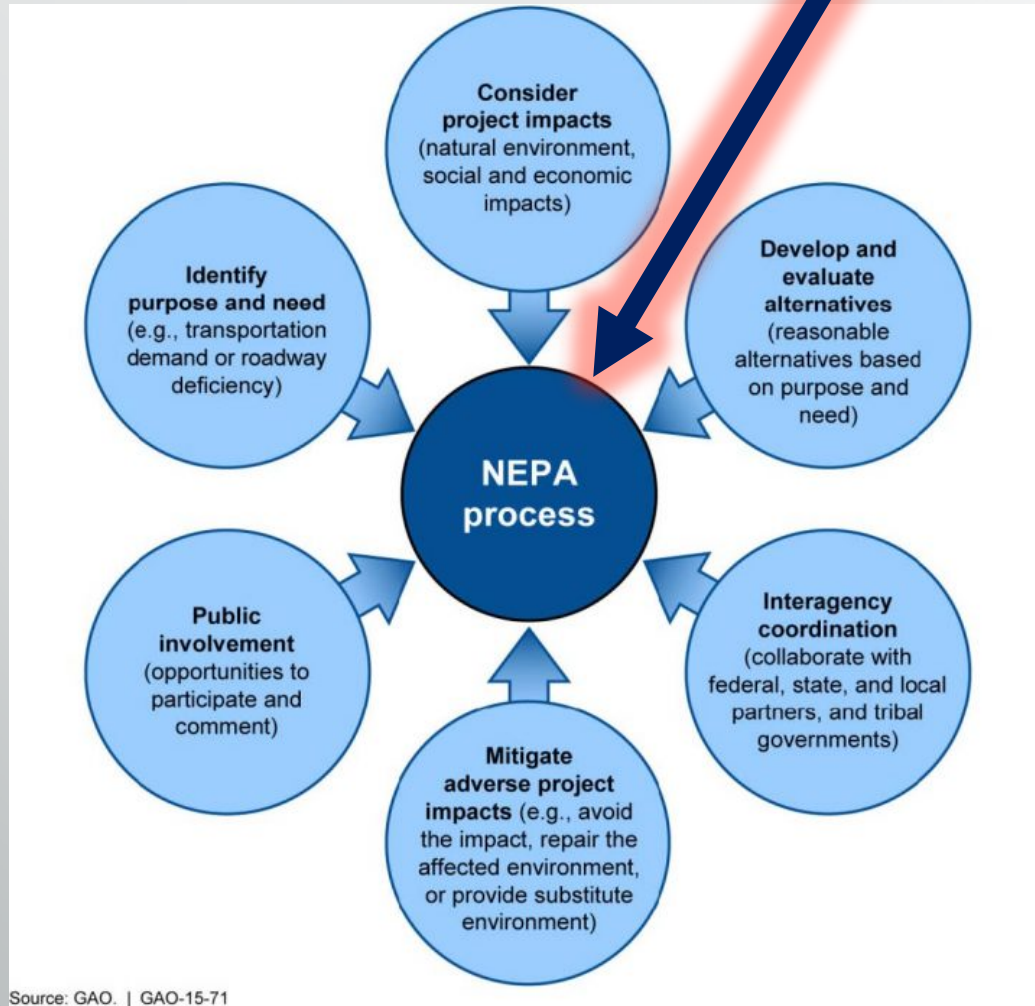 Consider
project impacts
(natural environment,
social and economic
impacts)
Identify
purpose and need
(e.g., transportation
demand or roadway
deficiency)
Develop and
evaluate
alternatives
(reasonable
alternatives based
on purpose and
need)
NEPA
process
Public
involvement
(opportunities to
participate and
comment)
Interagency
coordination
(collaborate with
federal, state, and local
partners, and tribal
governments)
Mitigate
adverse project
impacts (e.g., avoid
the impact, repair the
affected environment,
or provide substitute
environment)
Source: GAO. | GAO-15-71